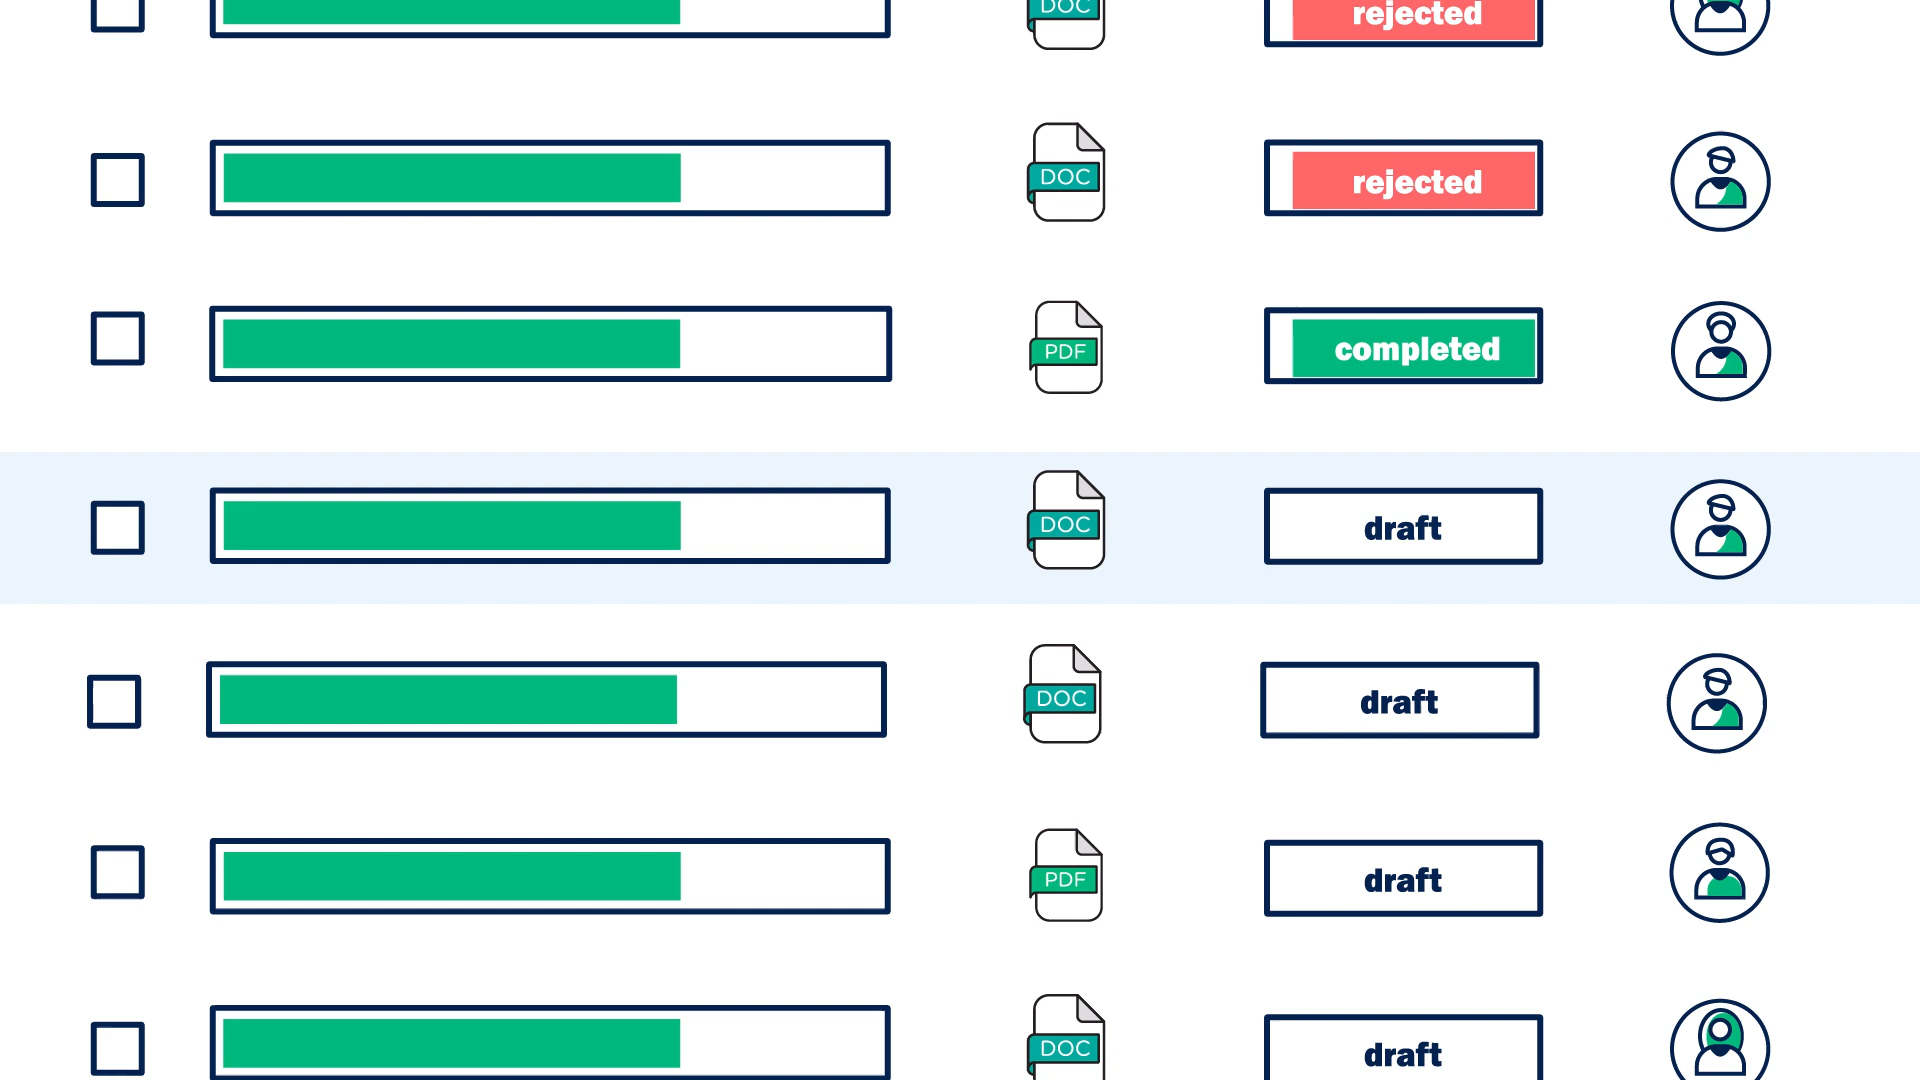 DOC rejected
DOC rejected
PDF completed
DOC draft
DOC draft
PDF draft
DOC draft